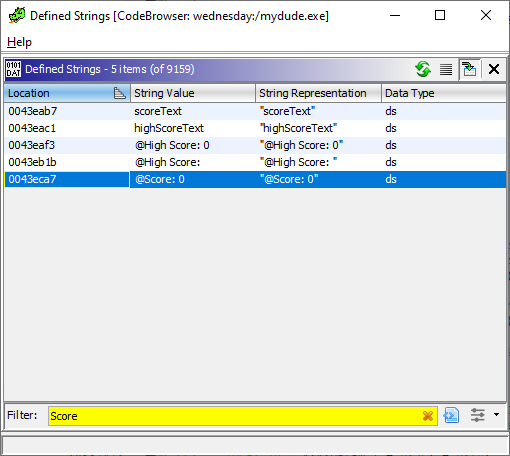 Defined Strings [CodeBrowser: wednesday:/mydude.exe]
Help
0101 DAT Defined Strings - 5 items (of 9159)
Location String Value String Representation Data Type
0043eab7 scoreText "scoreText" ds
0043eac1 highScoreText "highScoreText" ds
0043eaf3 @High Score: 0 "@High Score: 0" ds
0043eb1b @High Score: "@High Score: " ds
0043eca7 @Score: 0 "@Score: 0" ds
Filter: Score